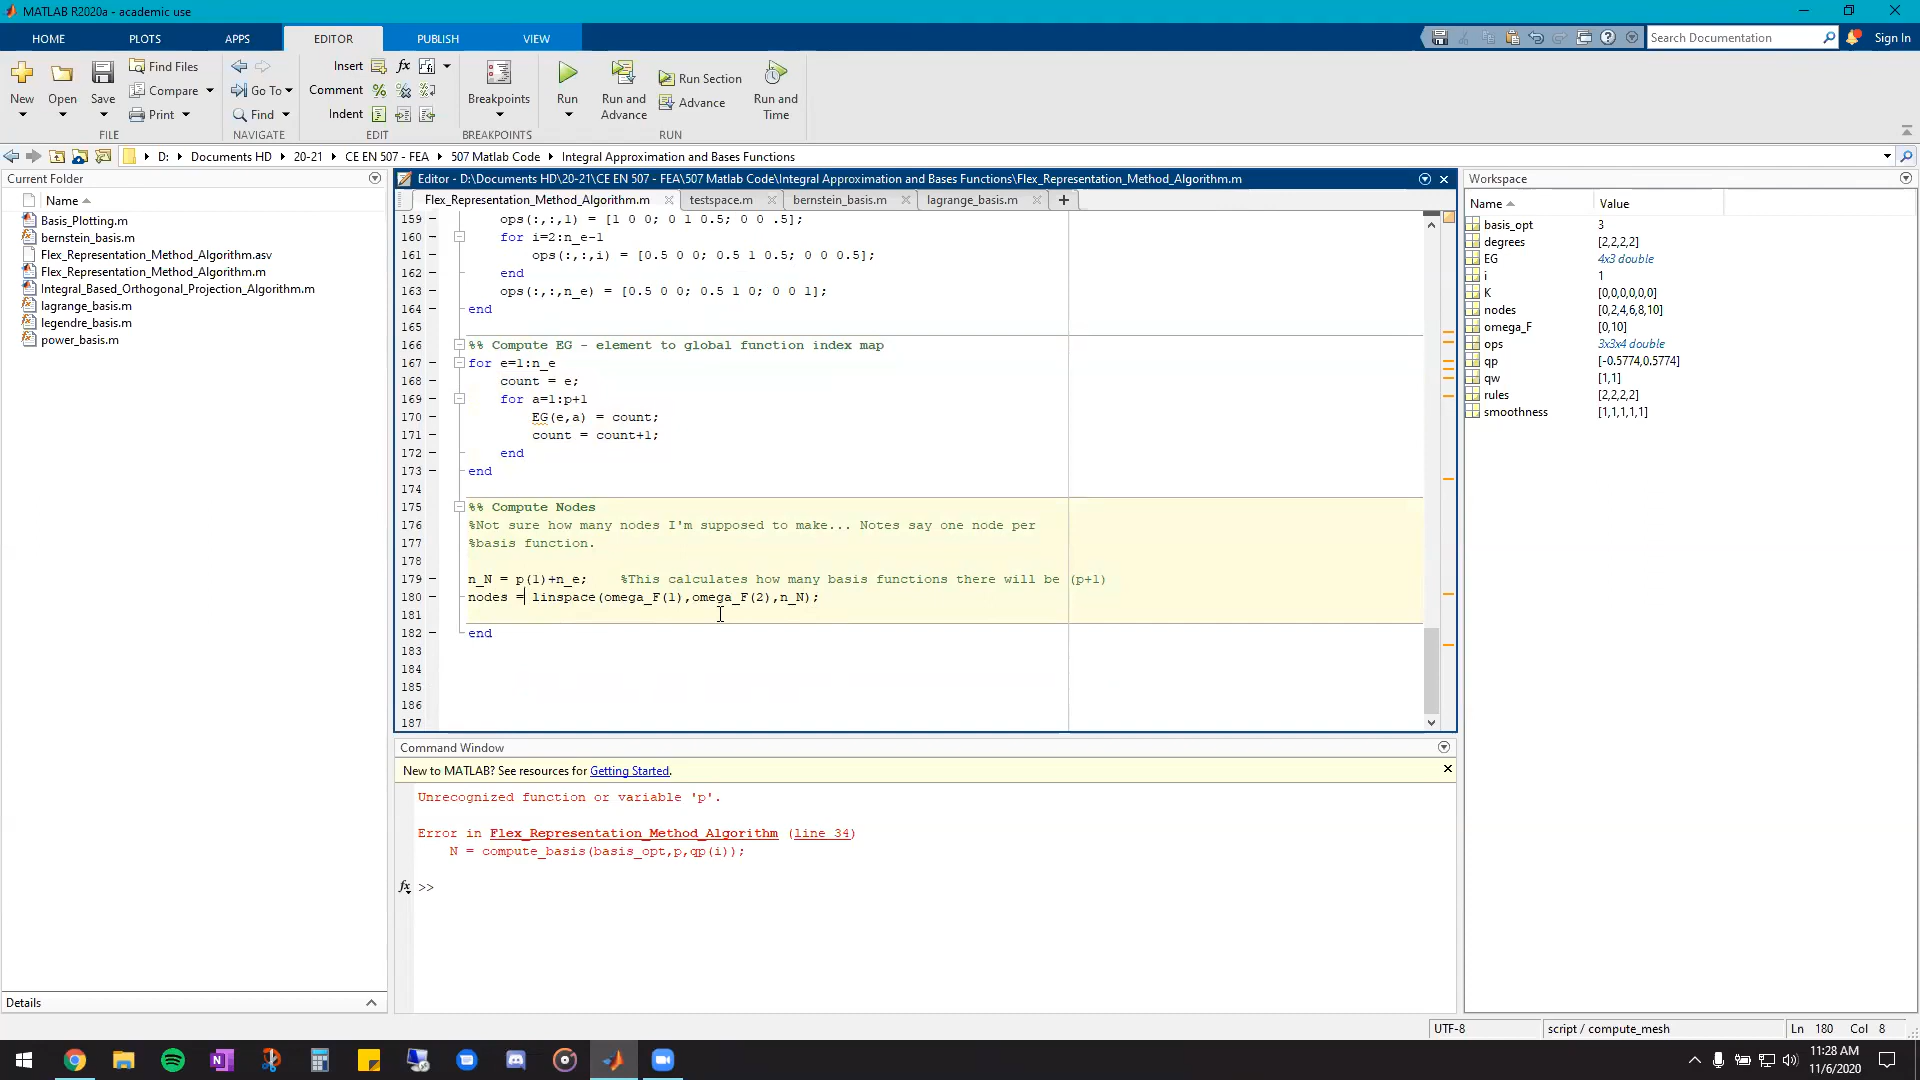 MATLAB R2020a - academic use
HOME PLOTS APPS EDITOR PUBLISH VIEW
Search Documentation
Sign In
New
Open
Save
Find Files
Compare
Print
FILE
Go To
Find
NAVIGATE
Insert
fx
Comment
Indent
EDIT
Breakpoints
BREAKPOINTS
Run
Run and Advance
Run Section
Advance
Run and Time
RUN
D: Documents HD 20-21 CE EN 507 - FEA 507 Matlab Code Integral Approximation and Bases Functions
Current Folder
Name
Basis_Plotting.m
bernstein_basis.m
Flex_Representation_Method_Algorithm.asv
Flex_Representation_Method_Algorithm.m
Integral_Based_Orthogonal_Projection_Algorithm.m
lagrange_basis.m
legendre_basis.m
power_basis.m
Details
Editor - D:\Documents HD\20-21\CE EN 507 - FEA\507 Matlab Code\Integral Approximation and Bases Functions\Flex_Representation_Method_Algorithm.m
Flex_Representation_Method_Algorithm.m testspace.m bernstein_basis.m lagrange_basis.m
159 ops(:,:,1) = [1 0 0; 0 1 0.5; 0 0 .5];
160 for i=2:n_e-1
161 ops(:,:,i) = [0.5 0 0; 0.5 1 0.5; 0 0 0.5];
162 end
163 ops(:,:,n_e) = [0.5 0 0; 0.5 1 0; 0 0 1];
164 end
165
166 %% Compute EG - element to global function index map
167 for e=1:n_e
168 count = e;
169 for a=1:p+1
170 EG(e,a) = count;
171 count = count+1;
172 end
173 end
174
175 %% Compute Nodes
176 %Not sure how many nodes I'm supposed to make... Notes say one node per
177 %basis function.
178
179 n_N = p(1)+n_e; %This calculates how many basis functions there will be (p+1)
180 nodes = linspace(omega_F(1),omega_F(2),n_N);
181
182 end
183
184
185
186
187
Command Window
New to MATLAB? See resources for Getting Started.
Unrecognized function or variable 'p'.
Error in Flex_Representation_Method_Algorithm (line 34)
N = compute_basis(basis_opt,p,qp(i));
fx >>
Workspace
Name Value
basis_opt 3
degrees [2,2,2,2]
EG 4x3 double
i 1
K [0,0,0,0,0,0]
nodes [0,2,4,6,8,10]
omega_F [0,10]
ops 3x3x4 double
qp [-0.5774,0.5774]
qw [1,1]
rules [2,2,2,2]
smoothness [1,1,1,1,1]
UTF-8 script / compute_mesh Ln 180 Col 8
11:28 AM
11/6/2020